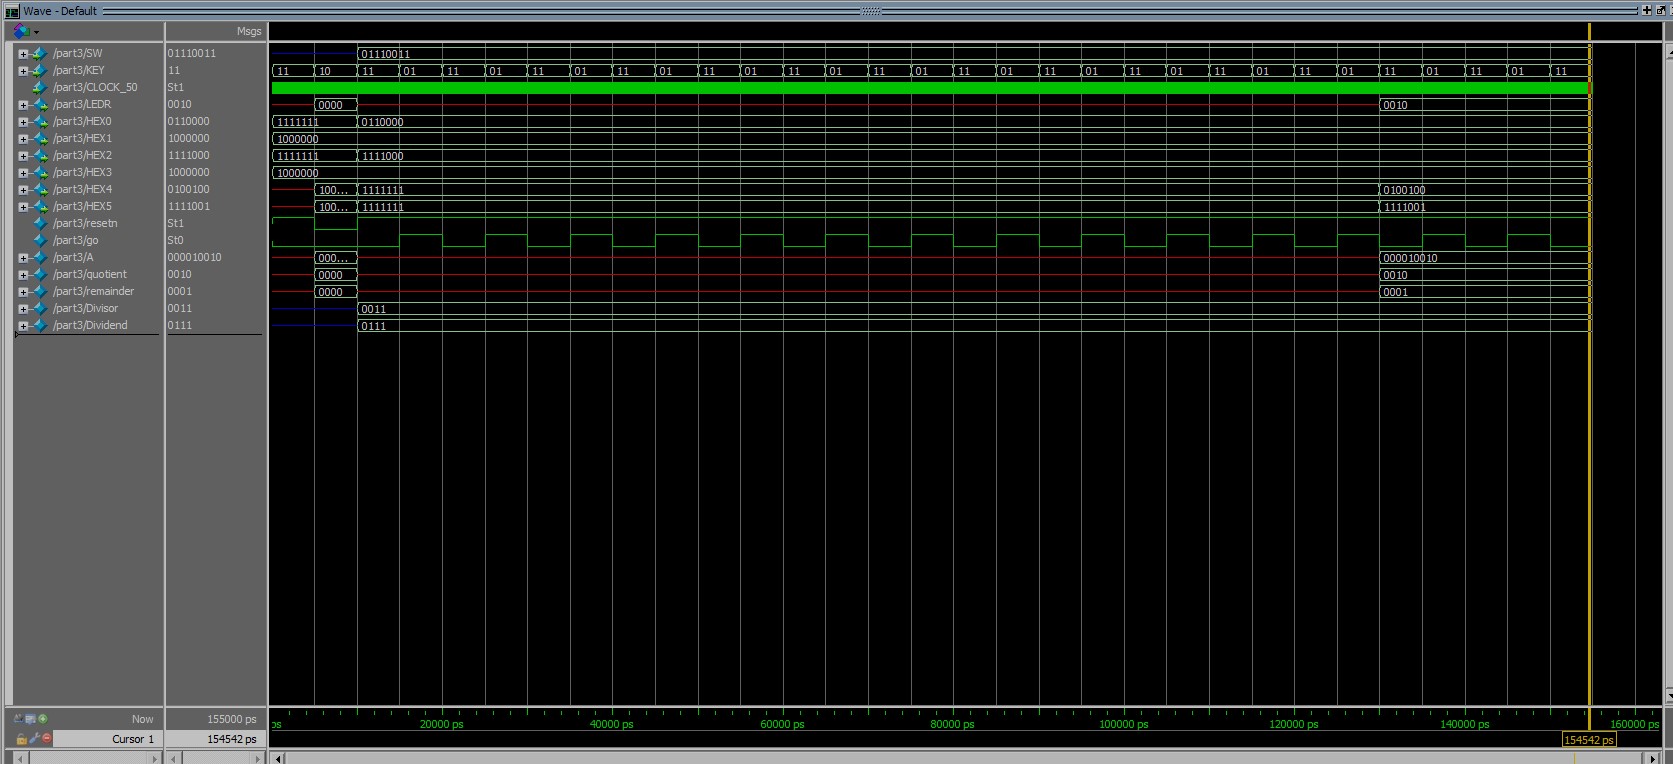 Wave - Default
Msgs
/part3/SW 01110011 01110011
/part3/KEY 11 11 10 11 01 11 01 11 01 11 01 11 01 11 01 11 01 11 01 11 01 11 01 11 01 11 01 11 01 11 01 11
/part3/CLOCK_50 St1
/part3/LEDR 0010 0000 0010
/part3/HEX0 0110000 1111111 0110000
/part3/HEX1 1000000 1000000
/part3/HEX2 1111000 1111111 1111000
/part3/HEX3 1000000 1000000
/part3/HEX4 0100100 100... 1111111 0100100
/part3/HEX5 1111001 100... 1111111 1111001
/part3/resetn St1
/part3/go St0
/part3/A 000010010 000... 000010010
/part3/quotient 0010 0000 0010
/part3/remainder 0001 0000 0001
/part3/Divisor 0011 0011
/part3/Dividend 0111 0111
Now 155000 ps ps 20000 ps 40000 ps 60000 ps 80000 ps 100000 ps 120000 ps 140000 ps 160000 ps
Cursor 1 154542 ps 154542 ps